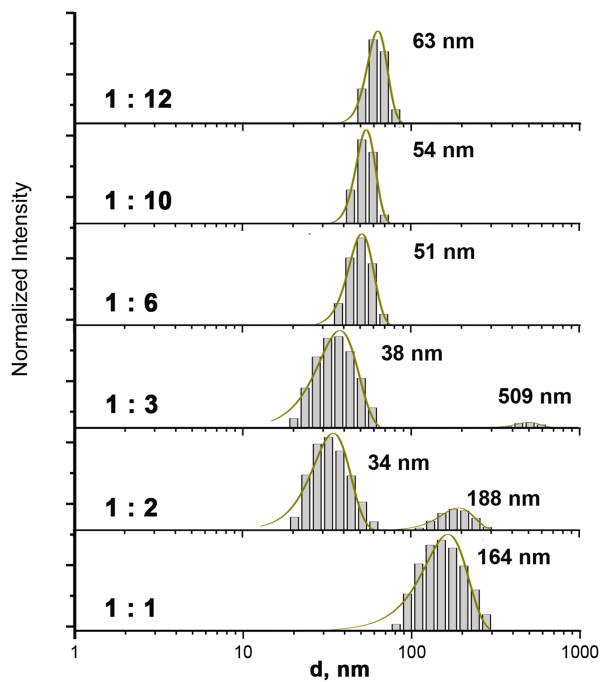 Normalized Intensity
63 nm
1 : 12
54 nm
1 : 10
51 nm
1 : 6
38 nm
509 nm
1 : 3
34 nm
188 nm
1 : 2
164 nm
1 : 1
1 10 100 1000
d, nm